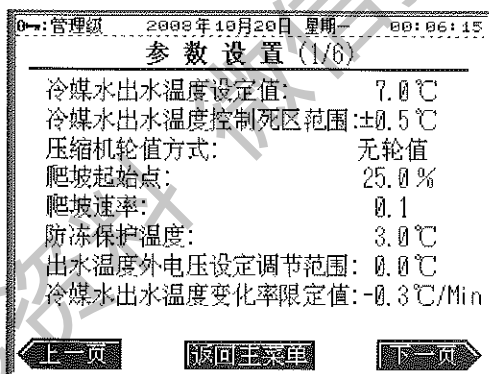 管理级 2008年10月20日 星期一 00:06:15
参数设置(1/6)
冷媒水出水温度设定值: 7.0℃
冷媒水出水温度控制死区范围:±0.5℃
压缩机轮值方式: 无轮值
爬坡起始点: 25.0%
爬坡速率: 0.1
防冻保护温度: 3.0℃
出水温度外电压设定调节范围: 0.0℃
冷媒水出水温度变化率限定值:-0.3℃/Min
上一页 返回主菜单 下一页